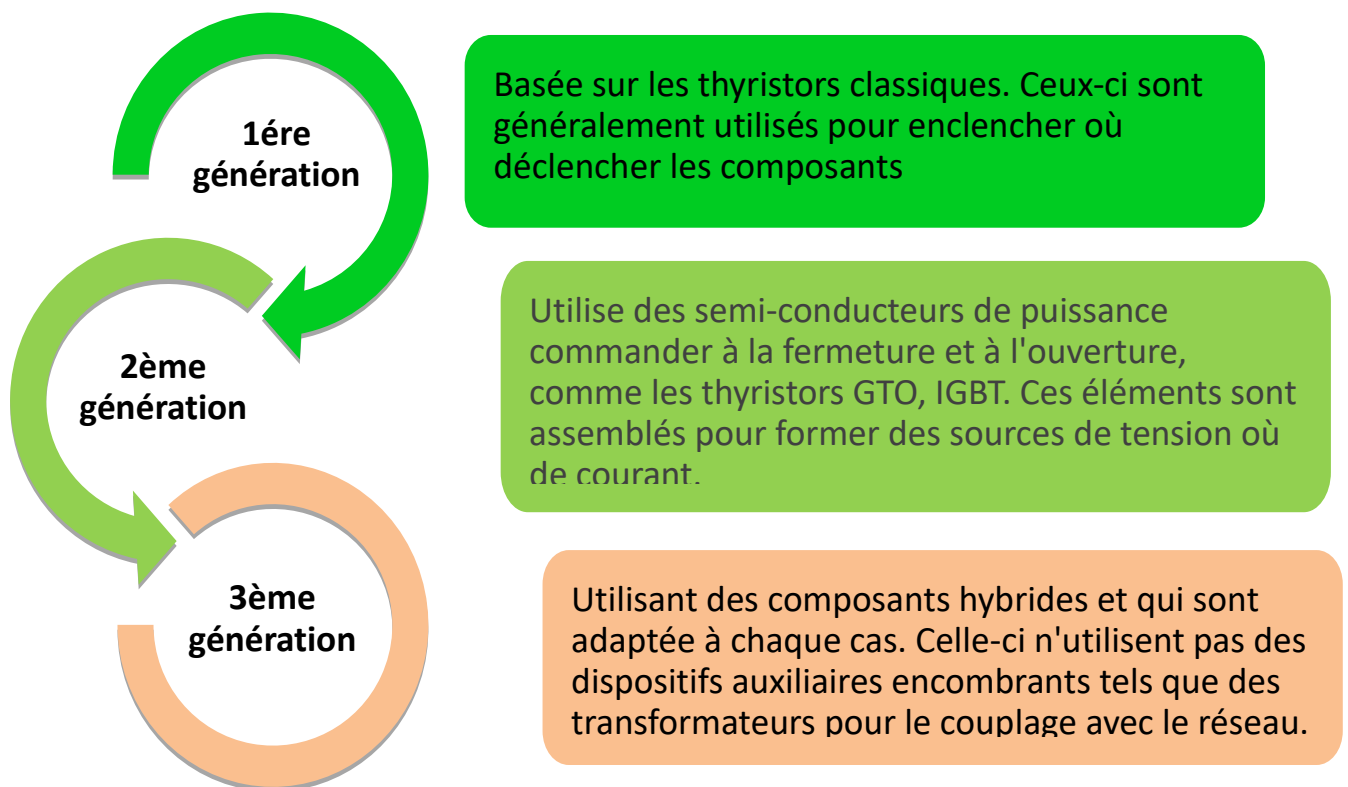 1ére
génération
Basée sur les thyristors classiques. Ceux-ci sont
généralement utilisés pour enclencher où
déclencher les composants
2ème
génération
Utilise des semi-conducteurs de puissance
commander à la fermeture et à l'ouverture,
comme les thyristors GTO, IGBT. Ces éléments sont
assemblés pour former des sources de tension où
de courant.
3ème
génération
Utilisant des composants hybrides et qui sont
adaptée à chaque cas. Celle-ci n'utilisent pas des
dispositifs auxiliaires encombrants tels que des
transformateurs pour le couplage avec le réseau.